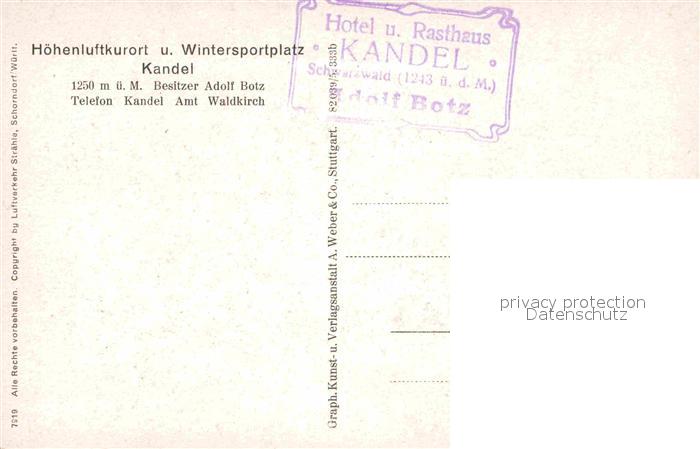 Höhenluftkurort u. Wintersportplatz
Kandel
1250 m ü. M. Besitzer Adolf Botz
Telefon Kandel Amt Waldkirch
Hotel u. Rasthaus
KANDEL
Schwarzwald (1243 ü. d. M.)
Adolf Botz
Alle Rechte vorbehalten. Copyright by Luftverkehr Strähle, Schorndorf Württ.
Graph. Kunst- u. Verlagsanstalt A. Weber & Co., Stuttgart.
privacy protection
Datenschutz